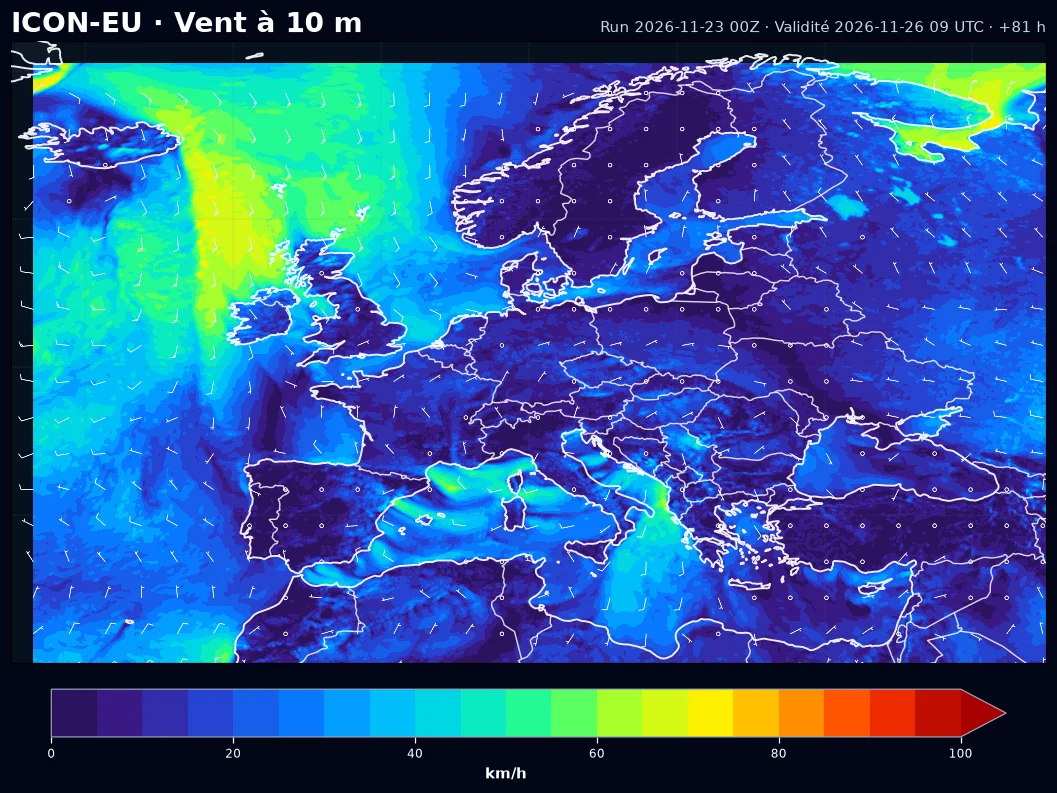 ICON-EU · Vent à 10 m
Run 2026-11-23 00Z · Validité 2026-11-26 09 UTC · +81 h
0 20 40 60 80 100
km/h